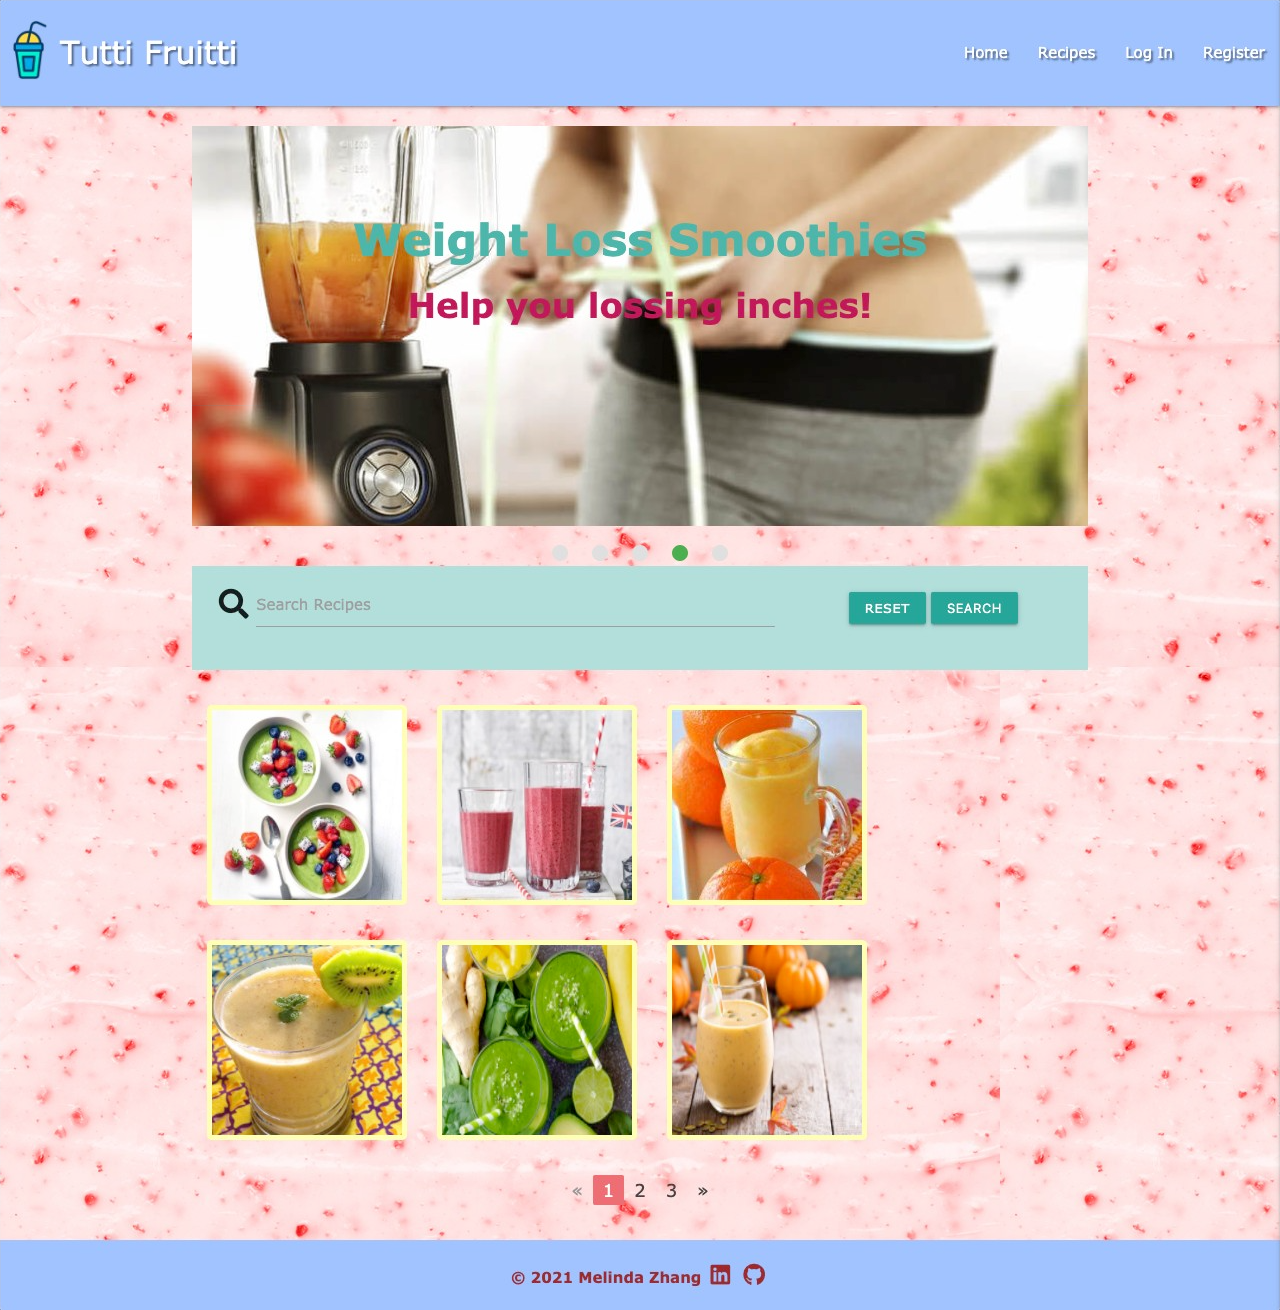 Tutti Fruitti
Home Recipes Log In Register
Weight Loss Smoothies
Help you lossing inches!
Search Recipes
RESET SEARCH
« 1 2 3 »
© 2021 Melinda Zhang